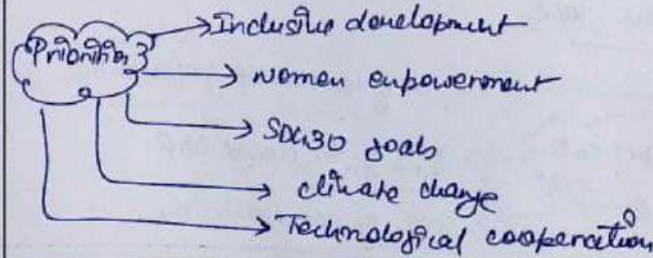 Priorities
Inclusive development
women empowerment
SDG30 goals
climate change
Technological cooperation